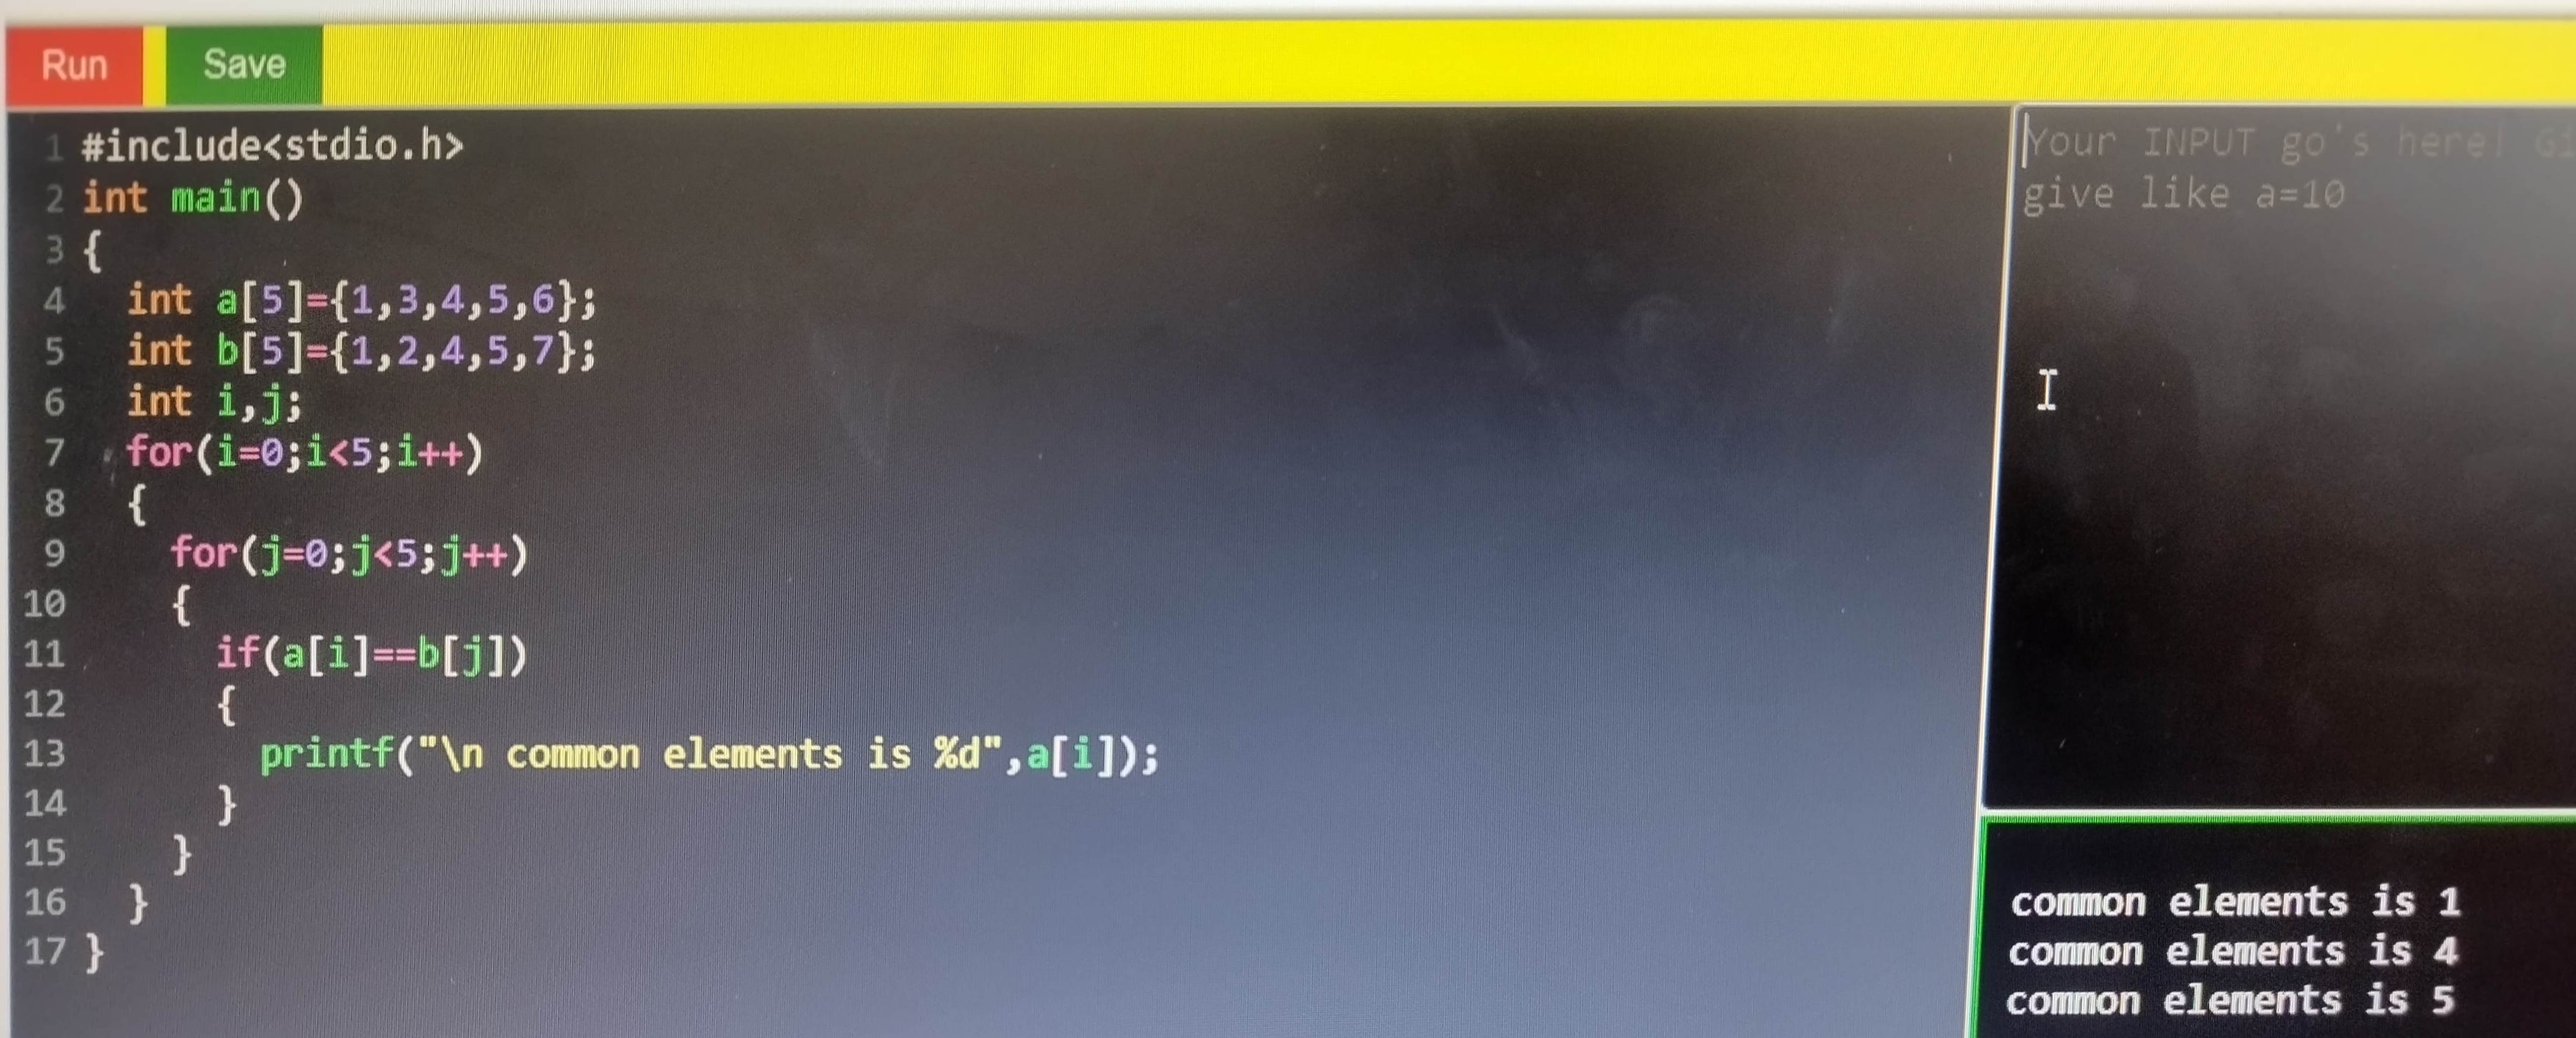 Run Save
1 #include<stdio.h>
2 int main()
3 {
4   int a[5]={1,3,4,5,6};
5   int b[5]={1,2,4,5,7};
6   int i,j;
7   for(i=0;i<5;i++)
8   {
9     for(j=0;j<5;j++)
10     {
11       if(a[i]==b[j])
12       {
13         printf("\n common elements is %d",a[i]);
14       }
15     }
16   }
17 }
Your INPUT go's here!
give like a=10
common elements is 1
common elements is 4
common elements is 5